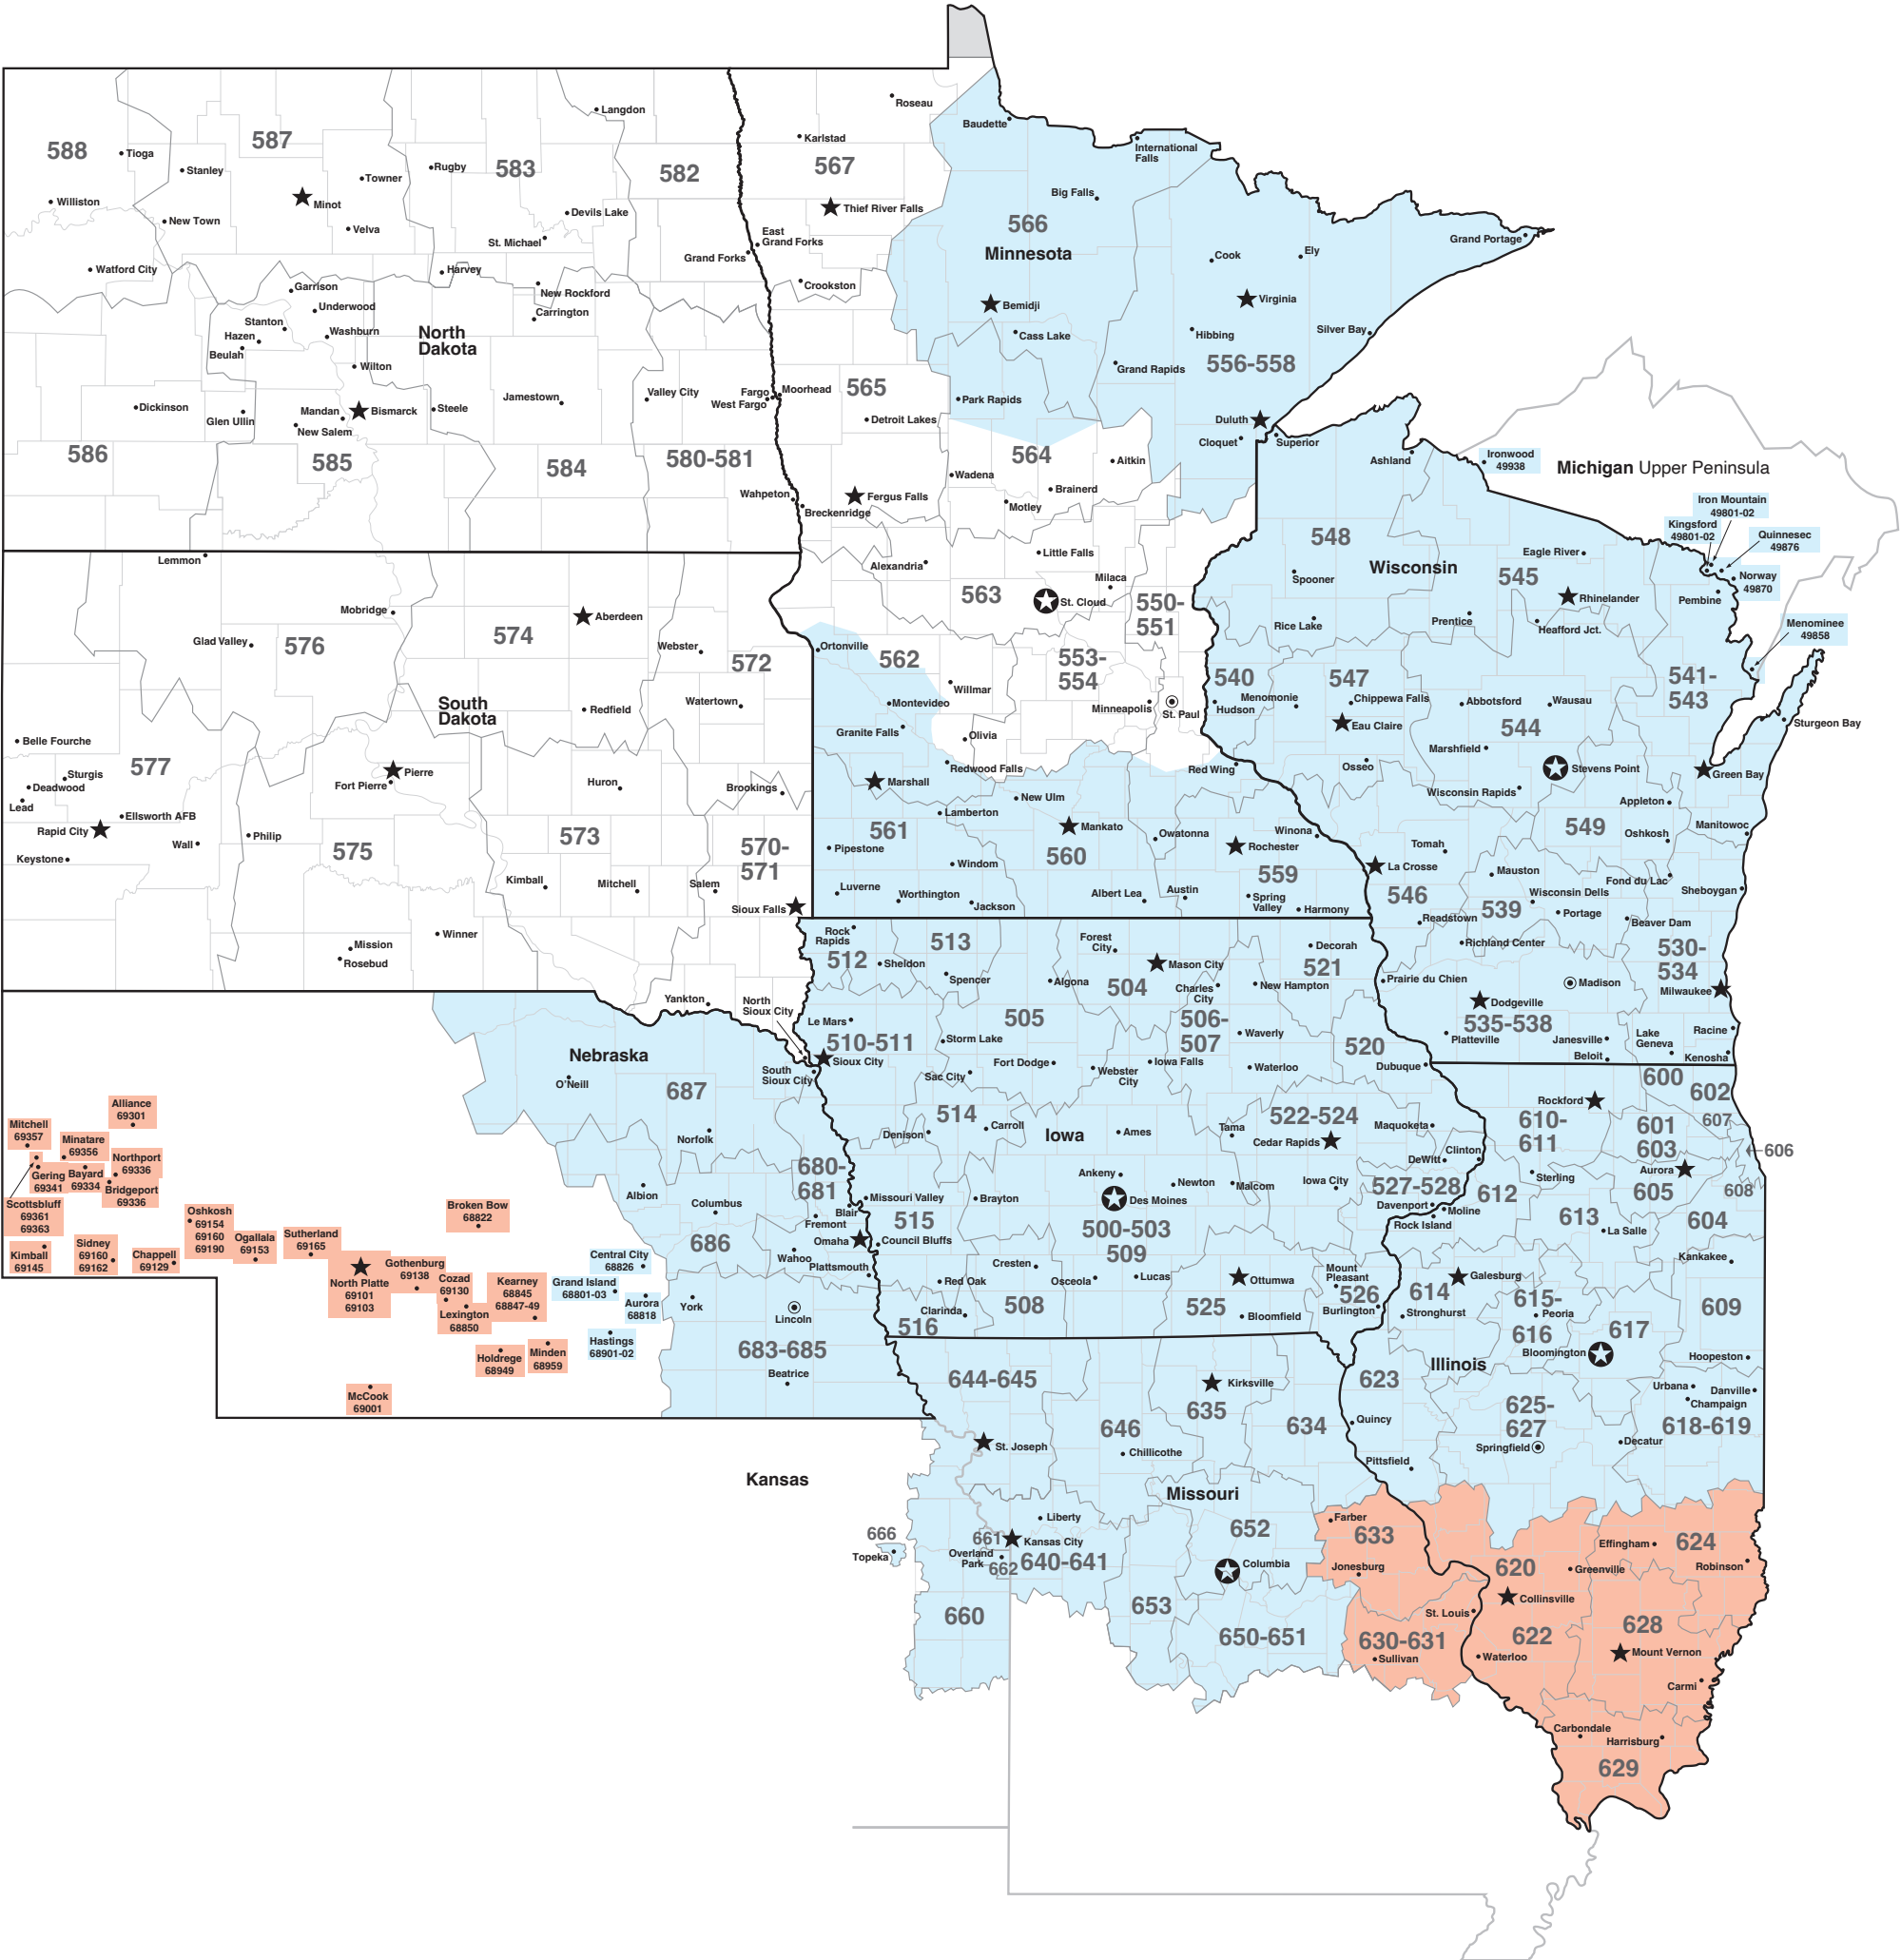 Roseau
Baudette
Langdon
Karlstad
International
Falls
588
Tioga
587
Stanley
Towner
Rugby
583
582
567
Big Falls
Williston
Minot
New Town
Velva
Devils Lake
St. Michael
Thief River Falls
East
Grand Forks
Grand Forks
566
Minnesota
Cook
Ely
Grand Portage
Watford City
Garrison
Harvey
New Rockford
Carrington
Crookston
Underwood
Stanton
Hazen
Beulah
Washburn
Wilton
North
Dakota
Bemidji
Cass Lake
Virginia
Hibbing
Silver Bay
Grand Rapids
556-558
Dickinson
Glen Ullin
Mandan
Bismarck
New Salem
Steele
Jamestown
Valley City
Fargo
West Fargo
Moorhead
565
Detroit Lakes
Park Rapids
Duluth
Cloquet
Superior
586
585
584
580-581
564
Wadena
Aitkin
Brainerd
Motley
Wahpeton
Breckenridge
Fergus Falls
Ashland
Ironwood
49938
Michigan Upper Peninsula
Iron Mountain
49801-02
Kingsford
49801-02
Quinnesec
49876
Norway
49870
Pembine
Menominee
49858
548
Wisconsin
Eagle River
545
Spooner
Rhinelander
Rice Lake
Prentice
Heafford Jct.
Lemmon
Mobridge
Aberdeen
Glad Valley
576
574
Webster
572
Alexandria
Little Falls
Milaca
563
St. Cloud
550-
551
Ortonville
562
553-
554
Willmar
Montevideo
Minneapolis
St. Paul
540
Hudson
Menomonie
547
Chippewa Falls
Eau Claire
Abbotsford
Wausau
544
541-
543
Sturgeon Bay
South
Dakota
Redfield
Watertown
Granite Falls
Olivia
Belle Fourche
577
Sturgis
Deadwood
Lead
Pierre
Fort Pierre
Huron
Brookings
Redwood Falls
Marshall
Red Wing
Osseo
Marshfield
Stevens Point
Wisconsin Rapids
Green Bay
Ellsworth AFB
Rapid City
Keystone
Wall
Philip
575
573
570-
571
New Ulm
Lamberton
Mankato
561
Pipestone
560
Windom
Owatonna
Winona
Rochester
559
Appleton
549
Oshkosh
Manitowoc
Tomah
La Crosse
Mauston
Fond du Lac
Sheboygan
546
539
Wisconsin Dells
Portage
Beaver Dam
Readstown
Richland Center
530-
534
Kimball
Mitchell
Salem
Sioux Falls
Luverne
Worthington
Jackson
Albert Lea
Austin
Spring
Valley
Harmony
Winner
Mission
Rosebud
Rock
Rapids
512
Sheldon
513
Spencer
Forest
City
Algona
Mason City
504
Charles
City
Decorah
521
New Hampton
Prairie du Chien
Madison
Milwaukee
Dodgeville
535-538
Platteville
Janesville
Beloit
Lake
Geneva
Racine
Kenosha
Yankton
North
Sioux City
Le Mars
510-511
Sioux City
505
Storm Lake
Fort Dodge
506-
507
Iowa Falls
Waverly
Waterloo
520
Dubuque
Nebraska
O'Neill
687
South
Sioux City
Sac City
Webster
City
514
Denison
Carroll
Iowa
Ames
522-524
Tama
Cedar Rapids
Maquoketa
Clinton
DeWitt
600
602
Rockford
610-
611
601
603
607
606
Aurora
605
608
Sterling
612
613
604
La Salle
Kankakee
Alliance
69301
Mitchell
69357
Minatare
69356
Northport
69336
Gering
69341
Bayard
69334
Bridgeport
69336
Scottsbluff
69361
69363
Kimball
69145
Sidney
69160
69162
Chappell
69129
Oshkosh
69154
69160
69190
Ogallala
69153
Sutherland
69165
Broken Bow
68822
North Platte
69101
69103
Gothenburg
69138
Cozad
69130
Lexington
68850
Kearney
68845
68847-49
Holdrege
68949
Minden
68959
McCook
69001
Central City
68826
Grand Island
68801-03
Aurora
68818
Hastings
68901-02
Norfolk
680-
681
Albion
Columbus
686
Blair
Fremont
Omaha
Wahoo
Plattsmouth
York
Lincoln
683-685
Beatrice
Missouri Valley
515
Council Bluffs
Brayton
Ankeny
Des Moines
500-503
509
Newton
Malcom
Iowa City
527-528
Davenport
Moline
Rock Island
Red Oak
Creston
Osceola
Lucas
508
Clarinda
516
525
Ottumwa
Bloomfield
Mount
Pleasant
526
Burlington
614
Galesburg
Stronghurst
615-
Peoria
616
617
Bloomington
609
Hoopeston
Illinois
623
Quincy
Pittsfield
625-
627
Springfield
Urbana
Champaign
Danville
618-619
Decatur
644-645
St. Joseph
Kirksville
635
634
646
Chillicothe
Kansas
Missouri
666
Topeka
661
Overland
Park
662
Liberty
Kansas City
640-641
652
Columbia
660
653
650-651
Farber
633
Jonesburg
St. Louis
630-631
Sullivan
620
Greenville
Collinsville
622
Waterloo
Effingham
624
Robinson
628
Mount Vernon
Carmi
Carbondale
Harrisburg
629